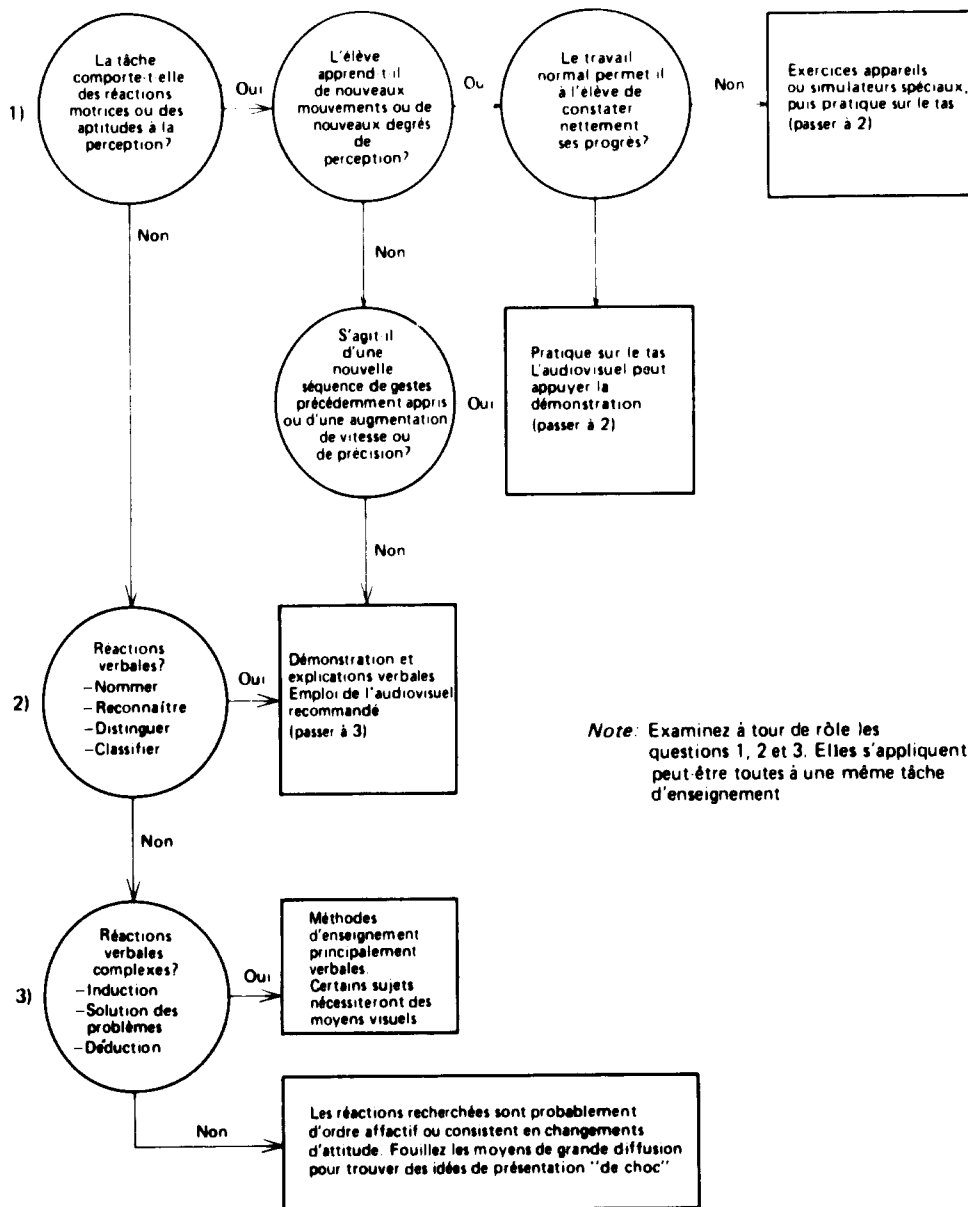 1)
La tâche
comporte-t-elle
des réactions
motrices ou des
aptitudes à la
perception?
Oui
L'élève
apprend-t-il
de nouveaux
mouvements ou de
nouveaux degrés
de
perception?
Ou
Le travail
normal permet il
à l'élève de
constater
nettement
ses progrès?
Non
Exercices appareils
ou simulateurs spéciaux,
puis pratique sur le tas
(passer à 2)
Non
Non
S'agit-il
d'une
nouvelle
séquence de gestes
précédemment appris
ou d'une augmentation
de vitesse ou
de précision?
Oui
Pratique sur le tas
L'audiovisuel peut
appuyer la
démonstration
(passer à 2)
Non
2)
Réactions
verbales?
–Nommer
–Reconnaître
–Distinguer
–Classifier
Oui
Démonstration et
explications verbales
Emploi de l'audiovisuel
recommandé
(passer à 3)
Note: Examinez à tour de rôle les
questions 1, 2 et 3. Elles s'appliquent
peut-être toutes à une même tâche
d'enseignement
Non
3)
Réactions
verbales
complexes?
–Induction
–Solution des
problèmes
–Déduction
Oui
Méthodes
d'enseignement
principalement
verbales.
Certains sujets
nécessiteront des
moyens visuels
Non
Les réactions recherchées sont probablement
d'ordre affactif ou consistent en changements
d'attitude. Fouillez les moyens de grande diffusion
pour trouver des idées de présentation "de choc"